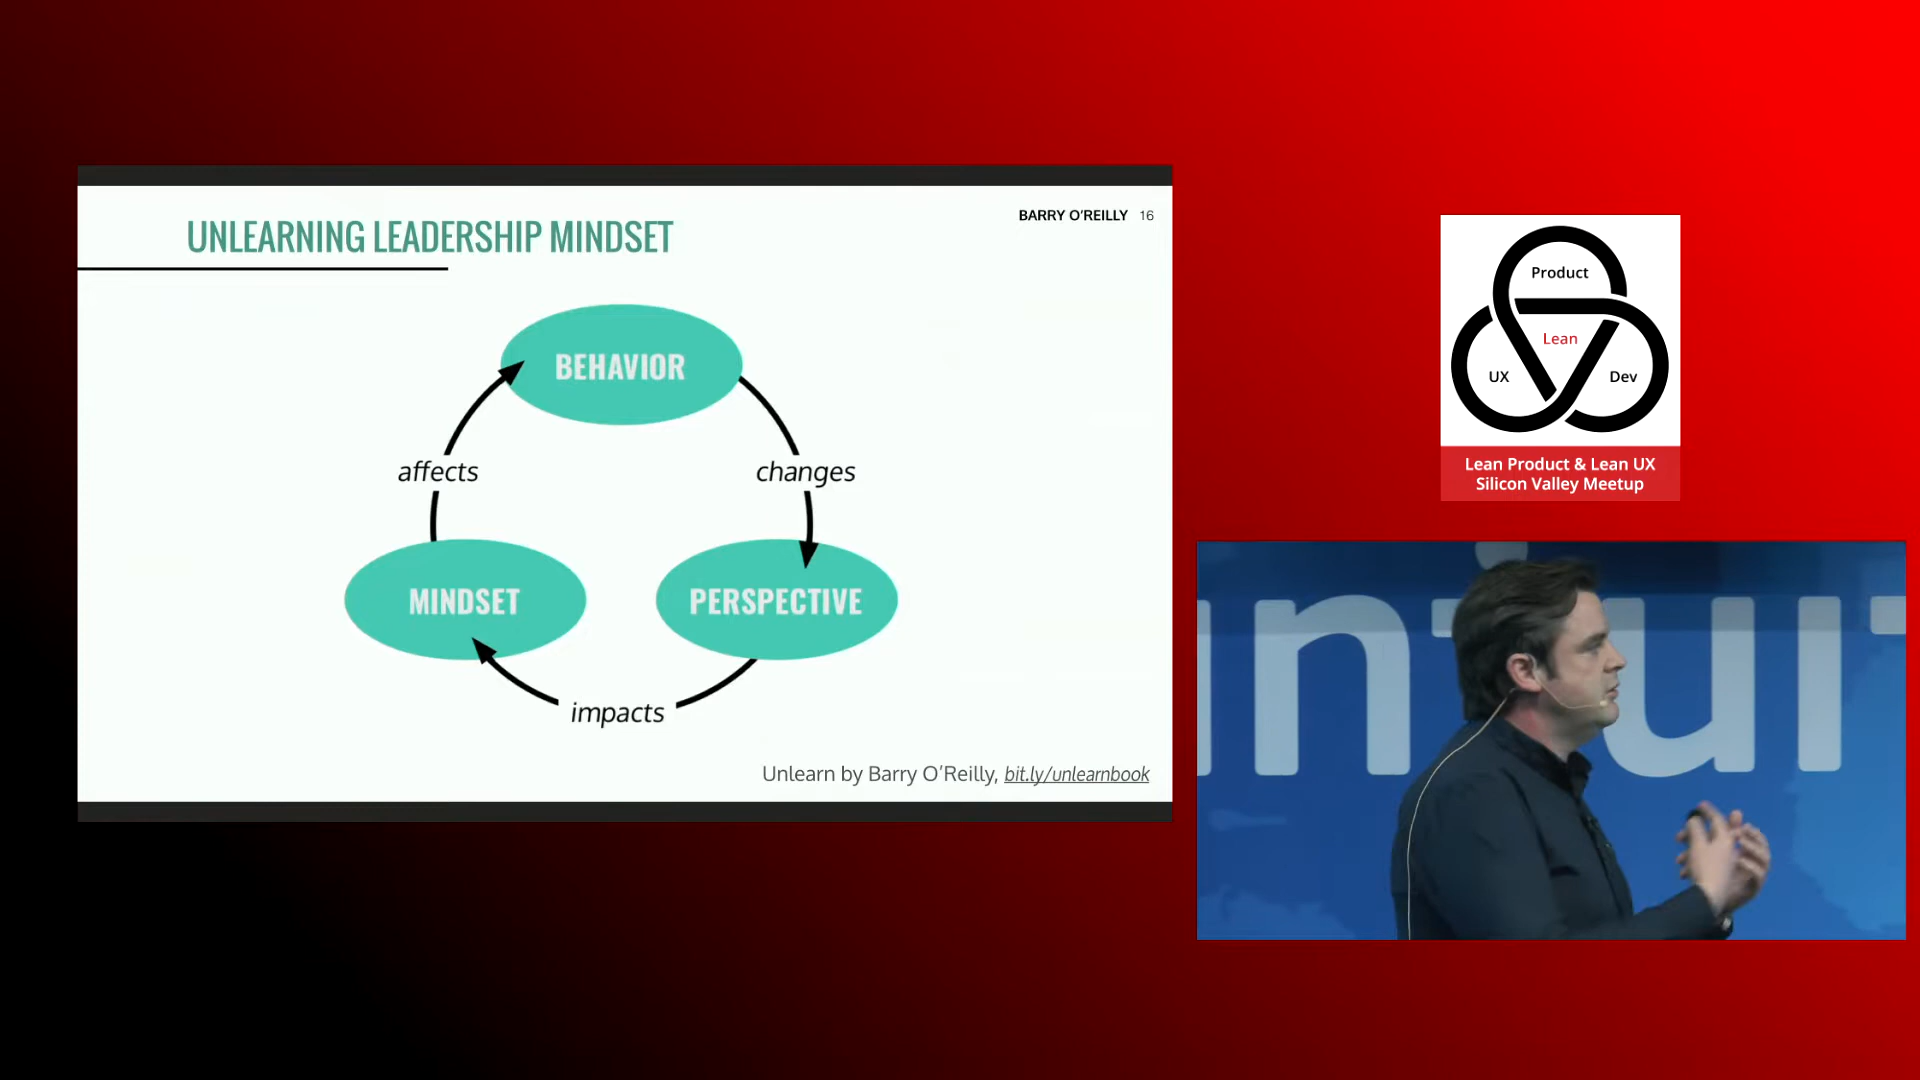 UNLEARNING LEADERSHIP MINDSET
BARRY O'REILLY 16
BEHAVIOR
affects
changes
MINDSET
PERSPECTIVE
impacts
Unlearn by Barry O'Reilly, bit.ly/unlearnbook
Product
Lean
UX
Dev
Lean Product & Lean UX
Silicon Valley Meetup
intuit